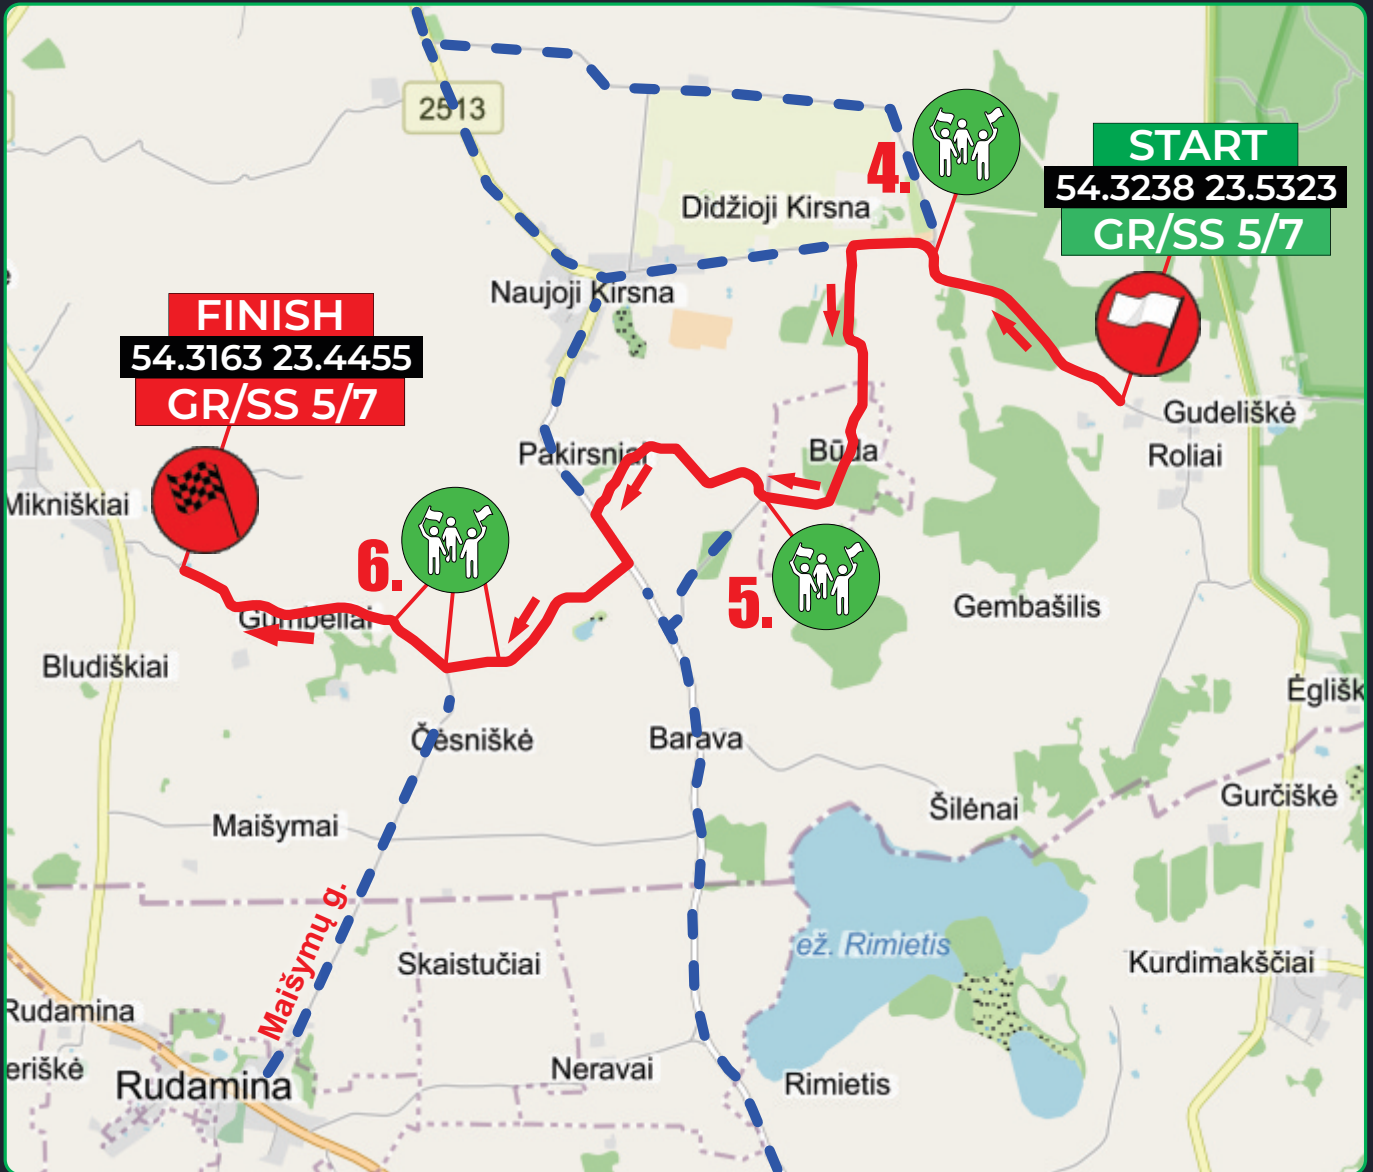 2513
4.
START
54.3238 23.5323
GR/SS 5/7
Didžioji Kirsna
Naujoji Kirsna
FINISH
54.3163 23.4455
GR/SS 5/7
Gudeliškė
Roliai
Pakirsniai
Būda
Mikniškiai
6.
5.
Gembašilis
Gumbeliai
Bludiškiai
Ėglišk
Čėsniškė
Barava
Gurčiškė
Šilėnai
Maišymai
Maišymų g.
ež. Rimietis
Skaistučiai
Kurdimakščiai
Rudamina
eriškė
Neravai
Rudamina
Rimietis